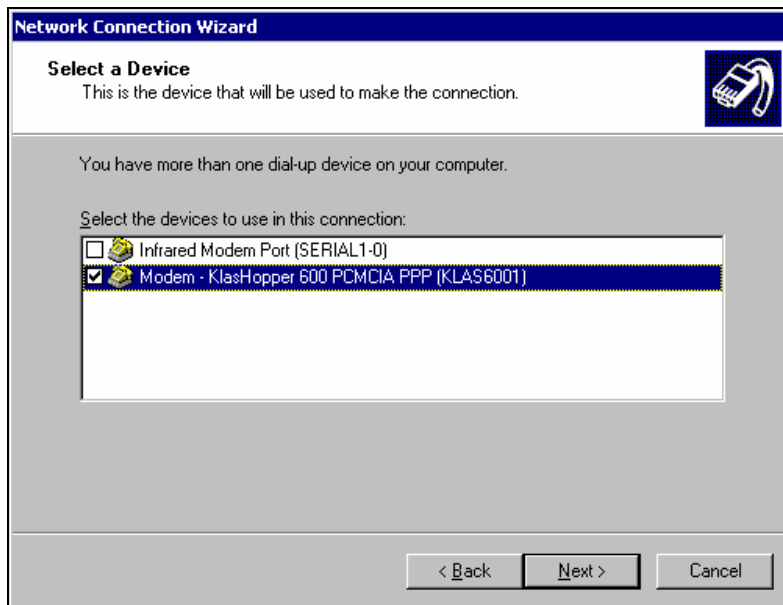 Network Connection Wizard
Select a Device
This is the device that will be used to make the connection.
You have more than one dial-up device on your computer.
Select the devices to use in this connection:
Infrared Modem Port (SERIAL1-0)
Modem - KlasHopper 600 PCMCIA PPP (KLAS6001)
< Back Next > Cancel